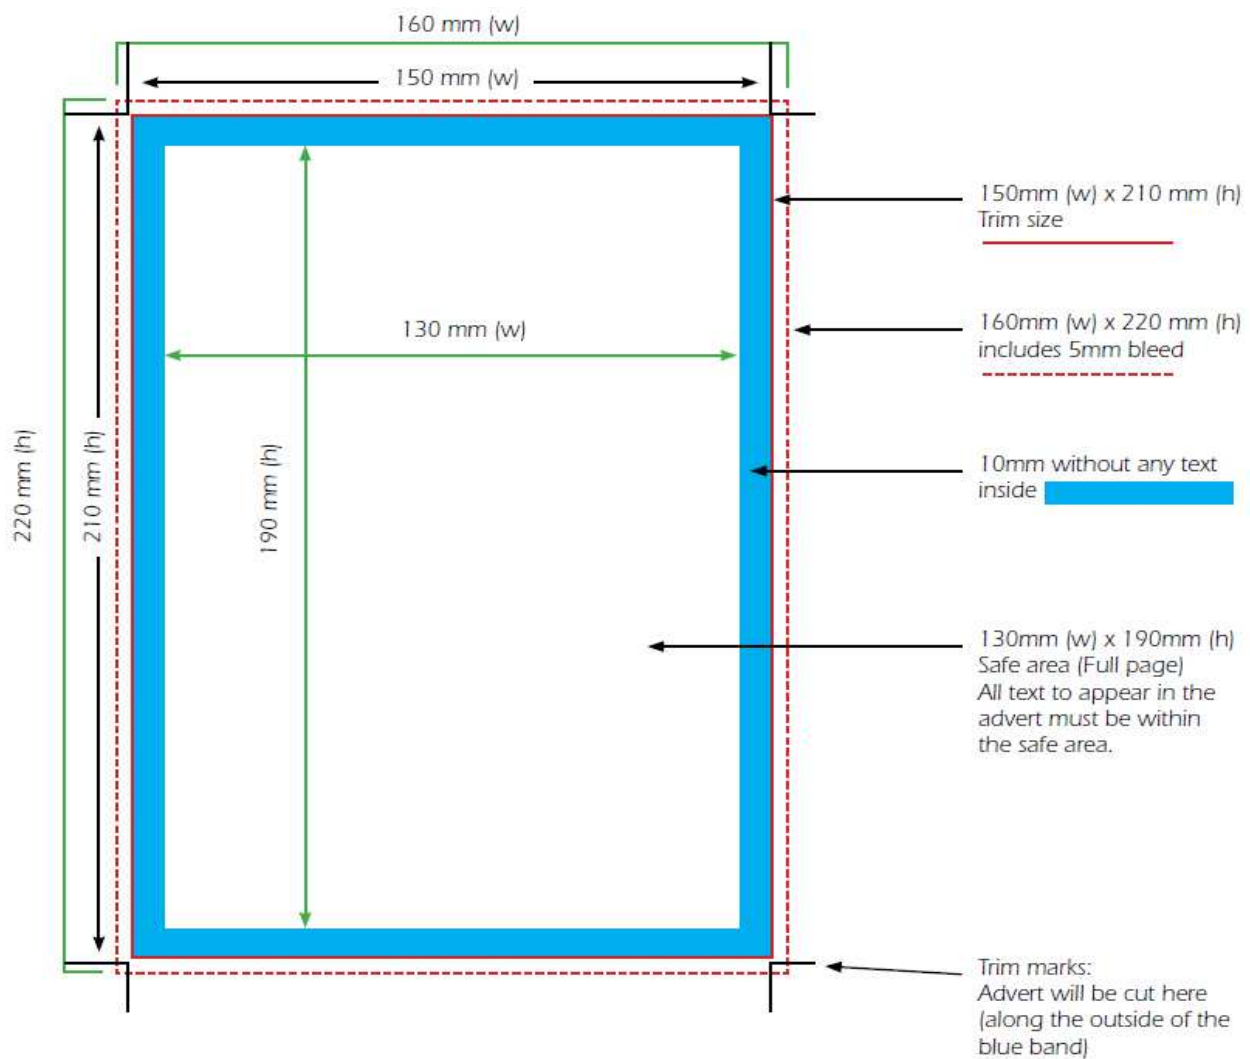 160 mm (w)
150 mm (w)
150mm (w) x 210 mm (h)
Trim size
130 mm (w)
160mm (w) x 220 mm (h)
includes 5mm bleed
220 mm (h)
210 mm (h)
190 mm (h)
10mm without any text
inside
130mm (w) x 190mm (h)
Safe area (Full page)
All text to appear in the
advert must be within
the safe area.
Trim marks:
Advert will be cut here
(along the outside of the
blue band)